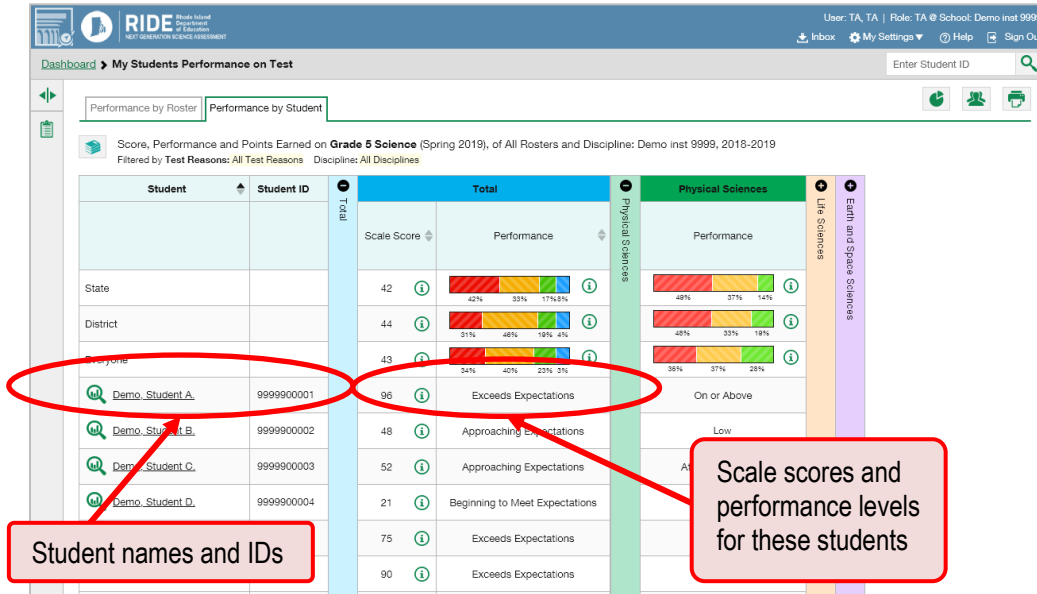 RIDE Rhode Island Department of Education
NEXT GENERATION SCIENCE ASSESSMENT
User: TA, TA | Role: TA @ School: Demo inst 999
Inbox My Settings ▼ Help Sign Ou
Dashboard > My Students Performance on Test
Enter Student ID
Performance by Roster Performance by Student
Score, Performance and Points Earned on Grade 5 Science (Spring 2019), of All Rosters and Discipline: Demo inst 9999, 2018-2019
Filtered by Test Reasons: All Test Reasons Discipline: All Disciplines
Student Student ID Total Total Physical Sciences Physical Sciences Life Sciences Earth and Space Sciences
Scale Score Performance Performance
State 42
42% 33% 17% 8%
37% 14%
District 44
31% 46% 19% 4%
48% 33% 19%
Everyone 43
34% 40% 23% 3%
36% 37% 28%
Demo, Student A. 9999900001 96 Exceeds Expectations On or Above
Demo, Student B. 9999900002 48 Approaching Expectations Low
Demo, Student C. 9999900003 52 Approaching Expectations
Demo, Student D. 9999900004 21 Beginning to Meet Expectations
75 Exceeds Expectations
90 Exceeds Expectations
Student names and IDs
Scale scores and
performance levels
for these students